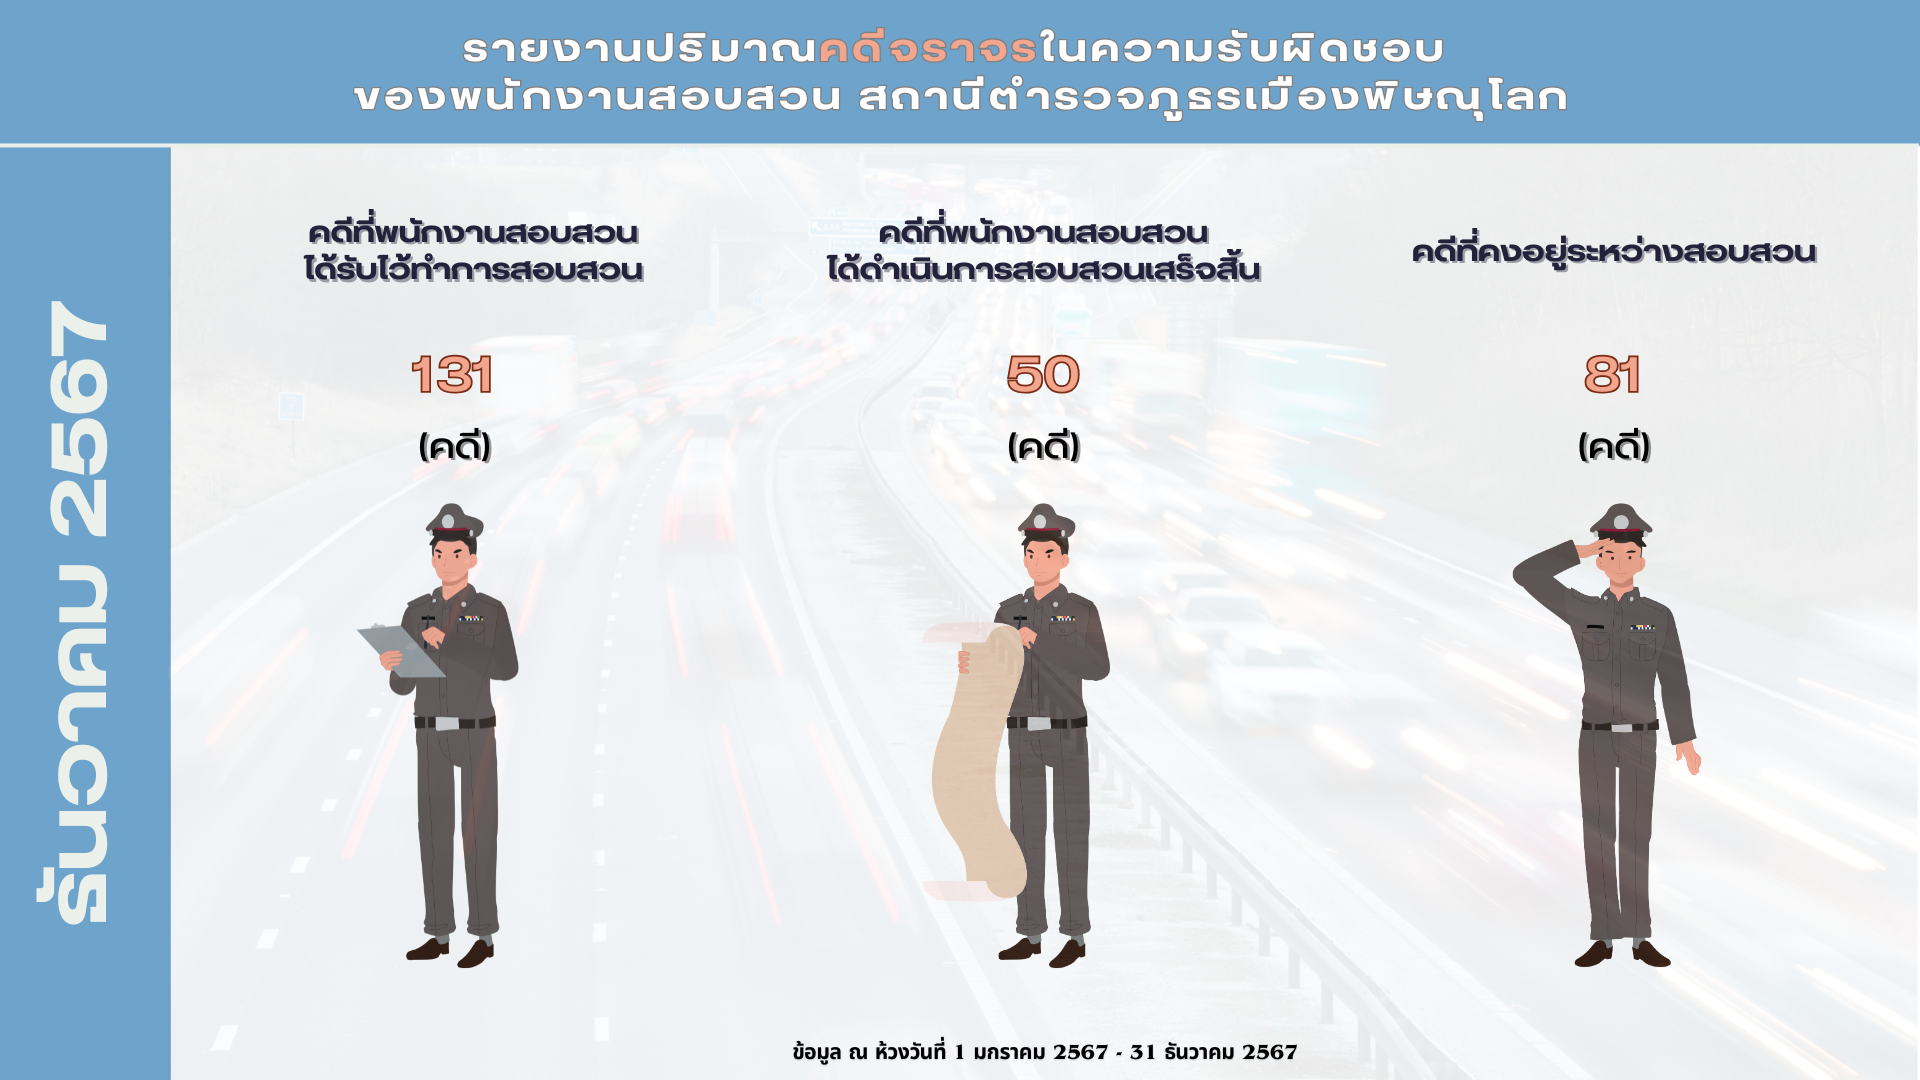 รายงานปริมาณคดีจราจรในความรับผิดชอบ
ของพนักงานสอบสวน สถานีตำรวจภูธรเมืองพิษณุโลก
ธันวาคม 2567
คดีที่พนักงานสอบสวน
ได้รับไว้ทำการสอบสวน
131
(คดี)
คดีที่พนักงานสอบสวน
ได้ดำเนินการสอบสวนเสร็จสิ้น
50
(คดี)
คดีที่คงอยู่ระหว่างสอบสวน
81
(คดี)
ข้อมูล ณ ห้วงวันที่ 1 มกราคม 2567 - 31 ธันวาคม 2567